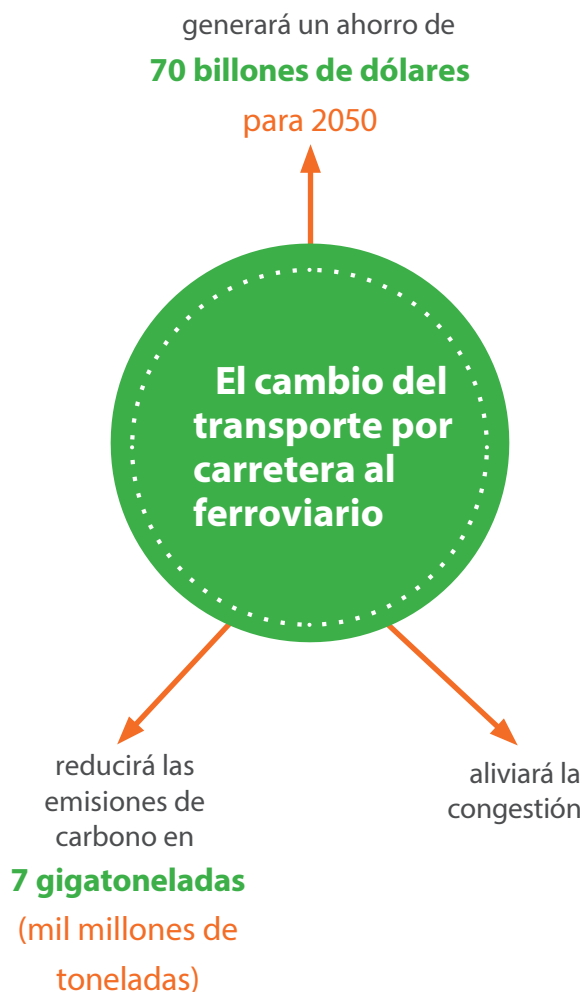 generará un ahorro de
70 billones de dólares
para 2050
El cambio del
transporte por
carretera al
ferroviario
reducirá las
emisiones de
carbono en
7 gigatoneladas
(mil millones de
toneladas)
aliviará la
congestión